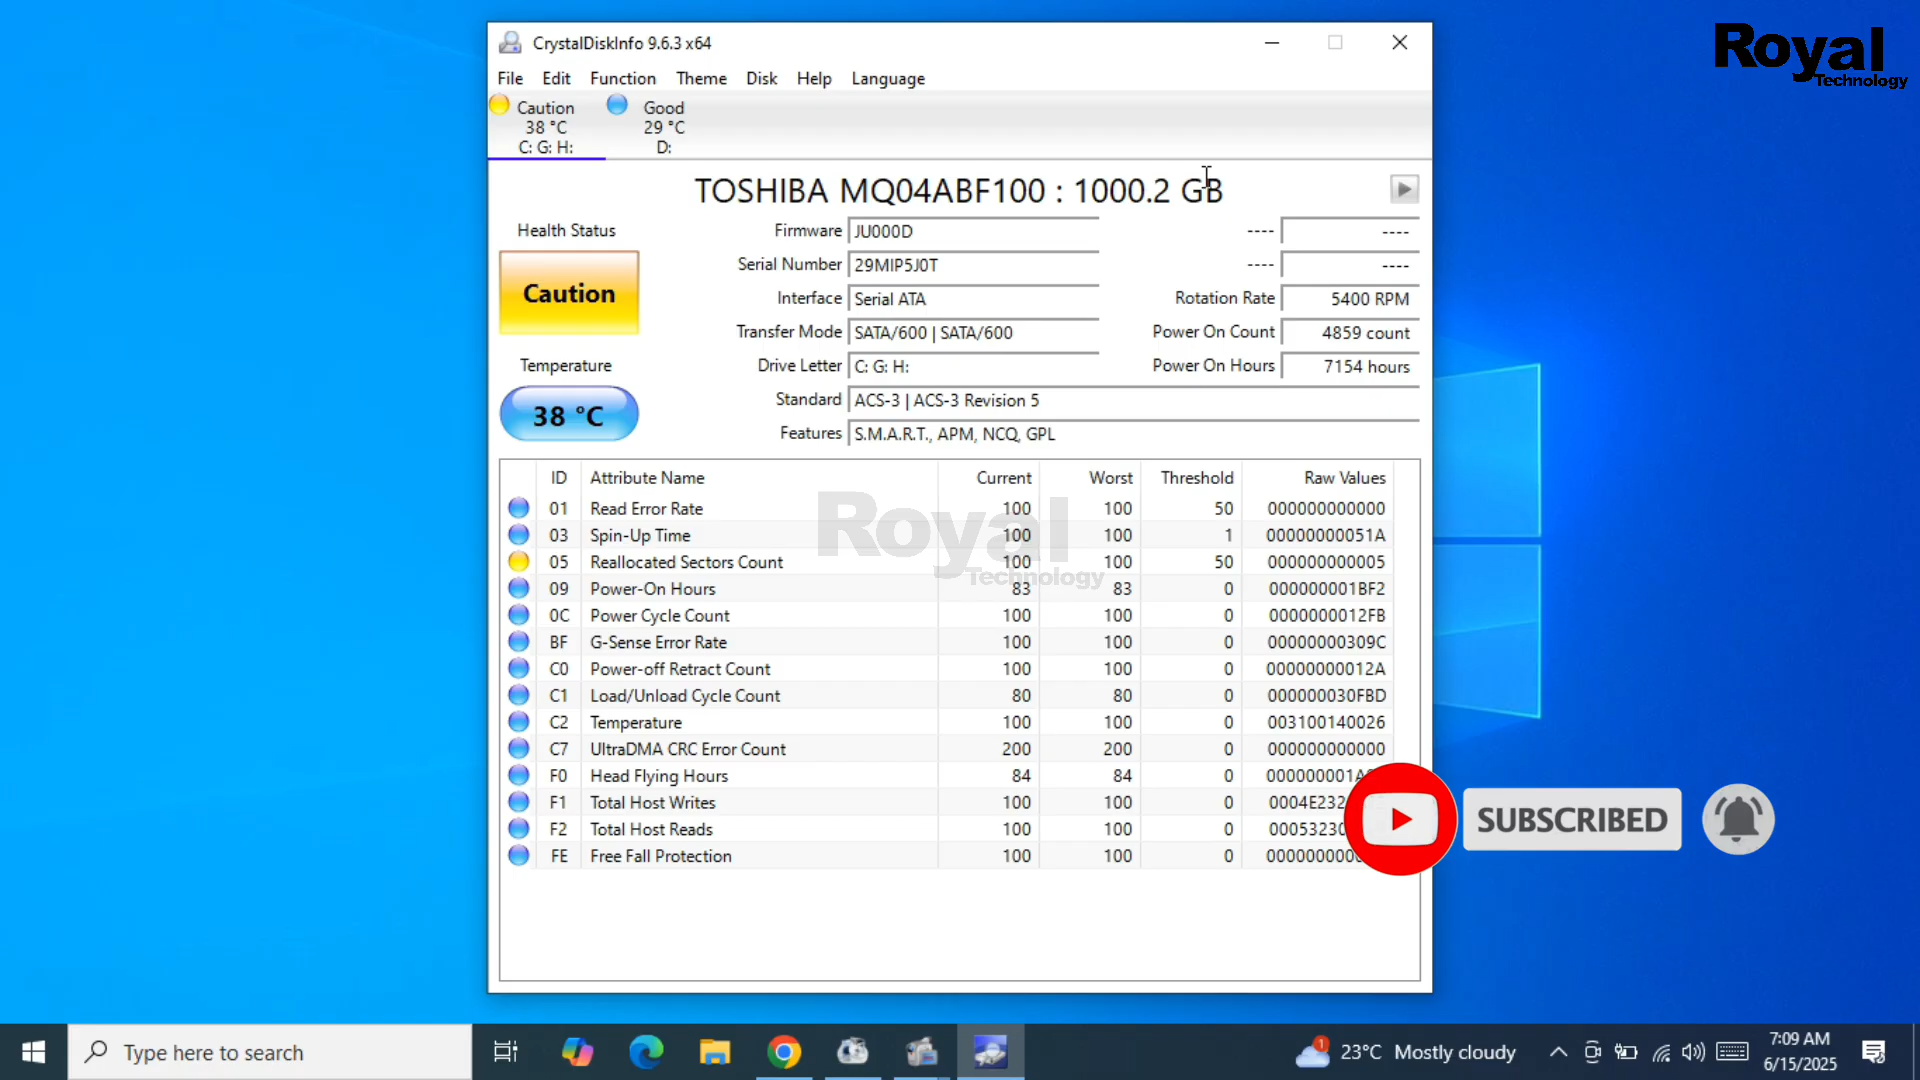 Royal
Technology
CrystalDiskInfo 9.6.3 x64
File Edit Function Theme Disk Help Language
Caution Good
38 °C 29 °C
C: G: H: D:
TOSHIBA MQ04ABF100 : 1000.2 GB
Health Status
Caution
Temperature
38 °C
Firmware JU000D ---- ----
Serial Number 29MIP5J0T ---- ----
Interface Serial ATA Rotation Rate 5400 RPM
Transfer Mode SATA/600 | SATA/600 Power On Count 4859 count
Drive Letter C: G: H: Power On Hours 7154 hours
Standard ACS-3 | ACS-3 Revision 5
Features S.M.A.R.T., APM, NCQ, GPL
ID Attribute Name Current Worst Threshold Raw Values
01 Read Error Rate 100 100 50 000000000000
03 Spin-Up Time 100 100 1 00000000051A
05 Reallocated Sectors Count 100 100 50 000000000005
09 Power-On Hours 83 83 0 000000001BF2
0C Power Cycle Count 100 100 0 0000000012FB
BF G-Sense Error Rate 100 100 0 00000000309C
C0 Power-off Retract Count 100 100 0 00000000012A
C1 Load/Unload Cycle Count 80 80 0 000000030FBD
C2 Temperature 100 100 0 003100140026
C7 UltraDMA CRC Error Count 200 200 0 000000000000
F0 Head Flying Hours 84 84 0
F1 Total Host Writes 100 100 0
F2 Total Host Reads 100 100 0
FE Free Fall Protection 100 100 0
Royal
Technology
SUBSCRIBED
Type here to search
1
23°C Mostly cloudy
7:09 AM
6/15/2025